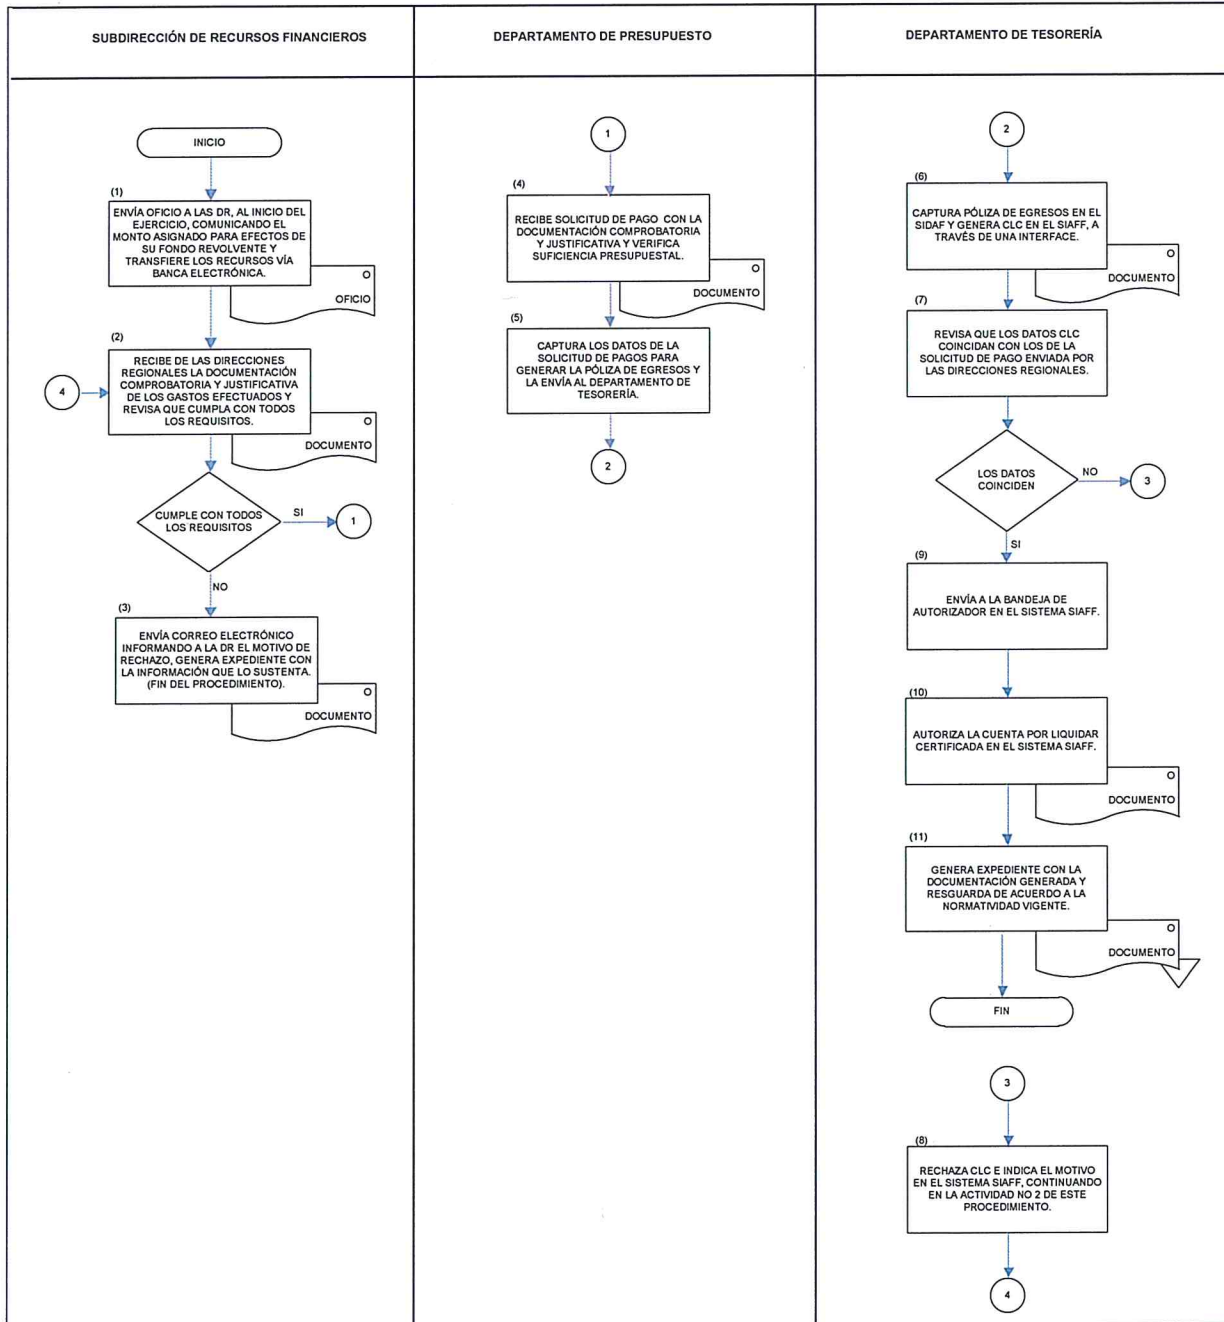 SUBDIRECCIÓN DE RECURSOS FINANCIEROS
DEPARTAMENTO DE PRESUPUESTO
DEPARTAMENTO DE TESORERÍA
INICIO
(1)
ENVÍA OFICIO A LAS DR, AL INICIO DEL
EJERCICIO, COMUNICANDO EL
MONTO ASIGNADO PARA EFECTOS DE
SU FONDO REVOLVENTE Y
TRANSFIERE LOS RECURSOS VÍA
BANCA ELECTRÓNICA.
O
OFICIO
(2)
RECIBE DE LAS DIRECCIONES
REGIONALES LA DOCUMENTACIÓN
COMPROBATORIA Y JUSTIFICATIVA
DE LOS GASTOS EFECTUADOS Y
REVISA QUE CUMPLA CON TODOS
LOS REQUISITOS.
4
O
DOCUMENTO
CUMPLE CON TODOS
LOS REQUISITOS
SI
1
NO
(3)
ENVÍA CORREO ELECTRÓNICO
INFORMANDO A LA DR EL MOTIVO DE
RECHAZO, GENERA EXPEDIENTE CON
LA INFORMACIÓN QUE LO SUSTENTA.
(FIN DEL PROCEDIMIENTO).
O
DOCUMENTO
1
(4)
RECIBE SOLICITUD DE PAGO CON LA
DOCUMENTACIÓN COMPROBATORIA
Y JUSTIFICATIVA Y VERIFICA
SUFICIENCIA PRESUPUESTAL.
O
DOCUMENTO
(5)
CAPTURA LOS DATOS DE LA
SOLICITUD DE PAGOS PARA
GENERAR LA PÓLIZA DE EGRESOS Y
LA ENVÍA AL DEPARTAMENTO DE
TESORERÍA.
2
2
(6)
CAPTURA PÓLIZA DE EGRESOS EN EL
SIDAF Y GENERA CLC EN EL SIAFF, A
TRAVÉS DE UNA INTERFACE.
O
DOCUMENTO
(7)
REVISA QUE LOS DATOS CLC
COINCIDAN CON LOS DE LA
SOLICITUD DE PAGO ENVIADA POR
LAS DIRECCIONES REGIONALES.
LOS DATOS
COINCIDEN
NO
3
SI
(9)
ENVÍA A LA BANDEJA DE
AUTORIZADOR EN EL SISTEMA SIAFF.
(10)
AUTORIZA LA CUENTA POR LIQUIDAR
CERTIFICADA EN EL SISTEMA SIAFF.
O
DOCUMENTO
(11)
GENERA EXPEDIENTE CON LA
DOCUMENTACIÓN GENERADA Y
RESGUARDA DE ACUERDO A LA
NORMATIVIDAD VIGENTE.
O
DOCUMENTO
FIN
3
(8)
RECHAZA CLC E INDICA EL MOTIVO
EN EL SISTEMA SIAFF, CONTINUANDO
EN LA ACTIVIDAD NO 2 DE ESTE
PROCEDIMIENTO.
4